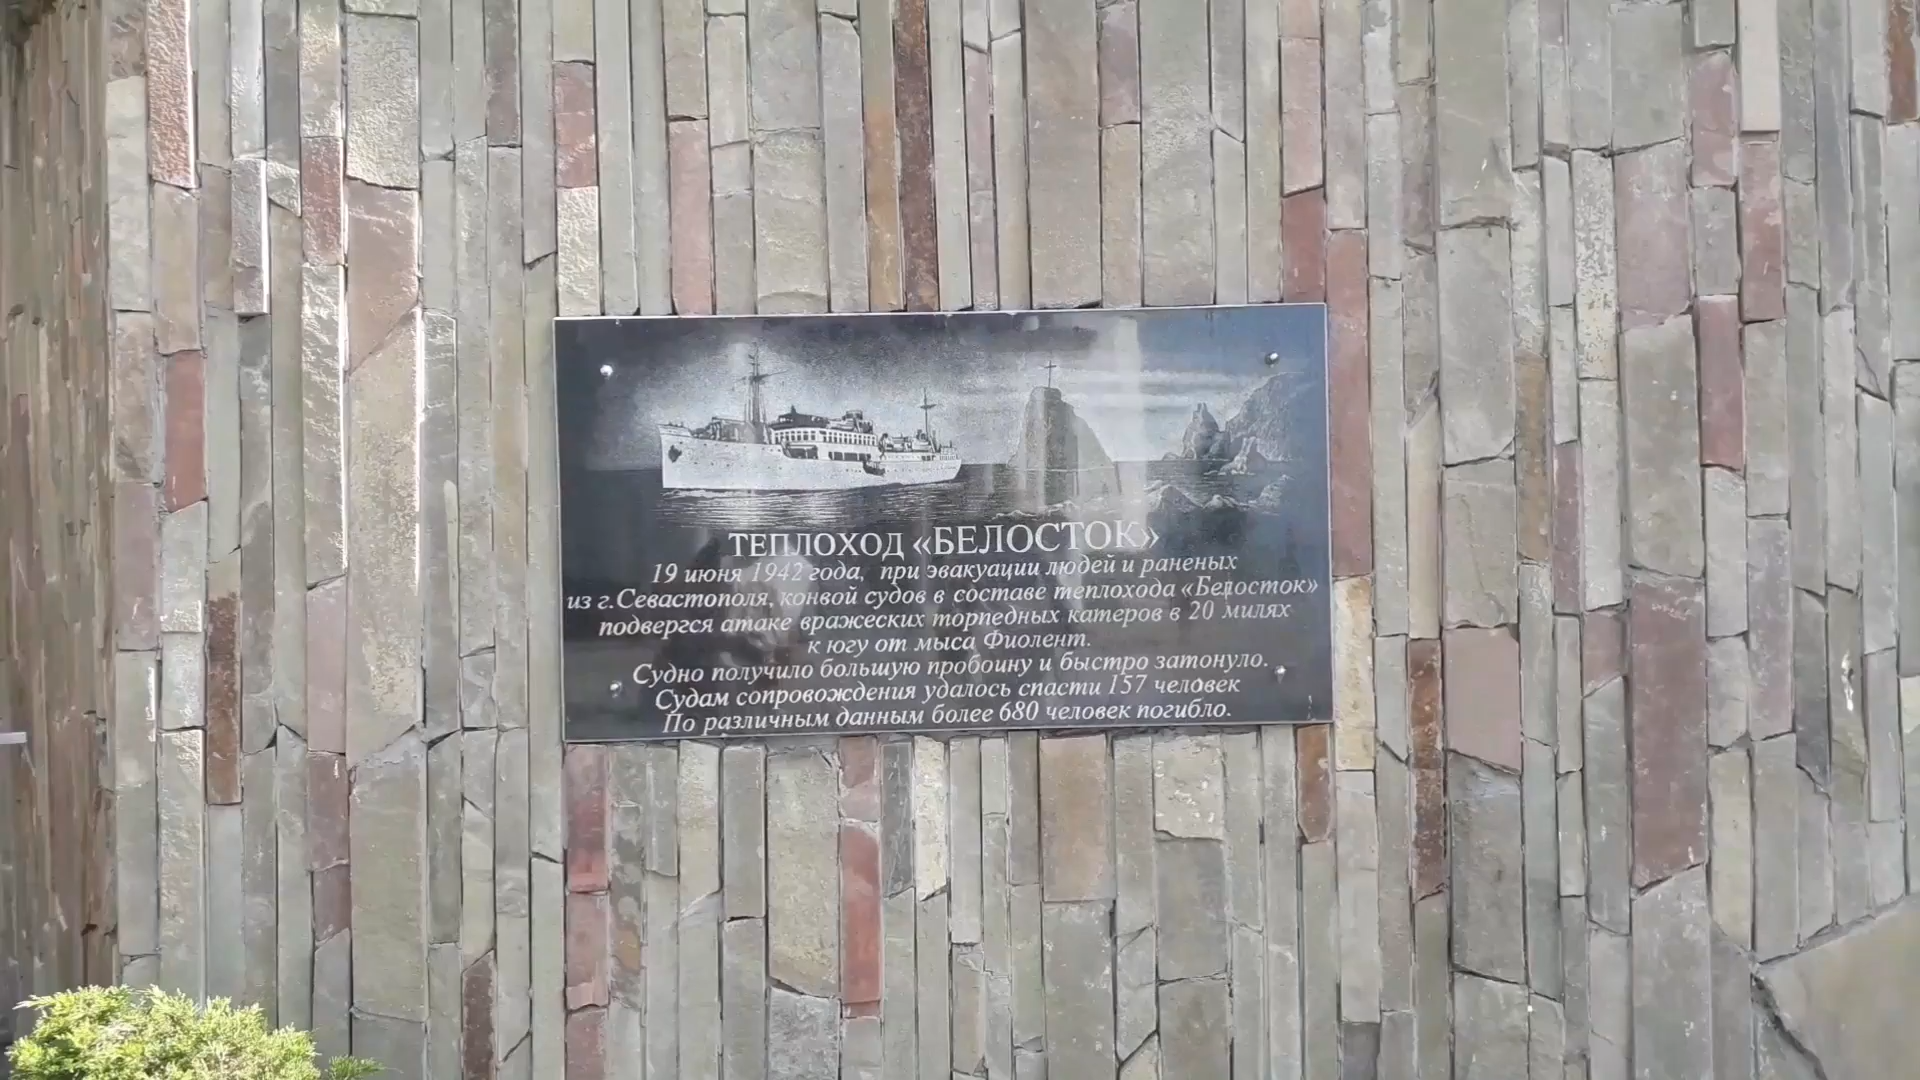 ТЕПЛОХОД «БЕЛОСТОК»
19 июня 1942 года, при эвакуации людей и раненых
из г.Севастополя, конвой судов в составе теплохода «Белосток»
подвергся атаке вражеских торпедных катеров в 20 милях
к югу от мыса Фиолент.
Судно получило большую пробоину и быстро затонуло.
Судам сопровождения удалось спасти 157 человек
По различным данным более 680 человек погибло.